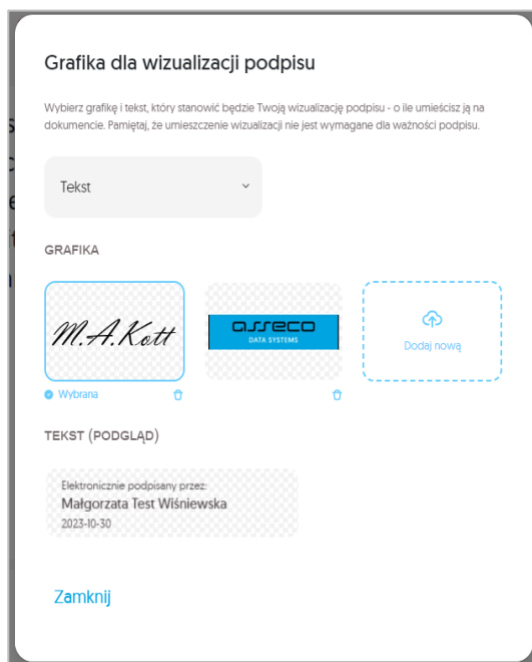 Grafika dla wizualizacji podpisu
Wybierz grafikę i tekst, który stanowić będzie Twoją wizualizację podpisu - o ile umieścisz ją na
dokumencie. Pamiętaj, że umieszczenie wizualizacji nie jest wymagane dla ważności podpisu.
Tekst
GRAFIKA
M.A.Kott
asseco
DATA SYSTEMS
Dodaj nową
Wybrana
TEKST (PODGLĄD)
Elektronicznie podpisany przez:
Małgorzata Test Wiśniewska
2023-10-30
Zamknij